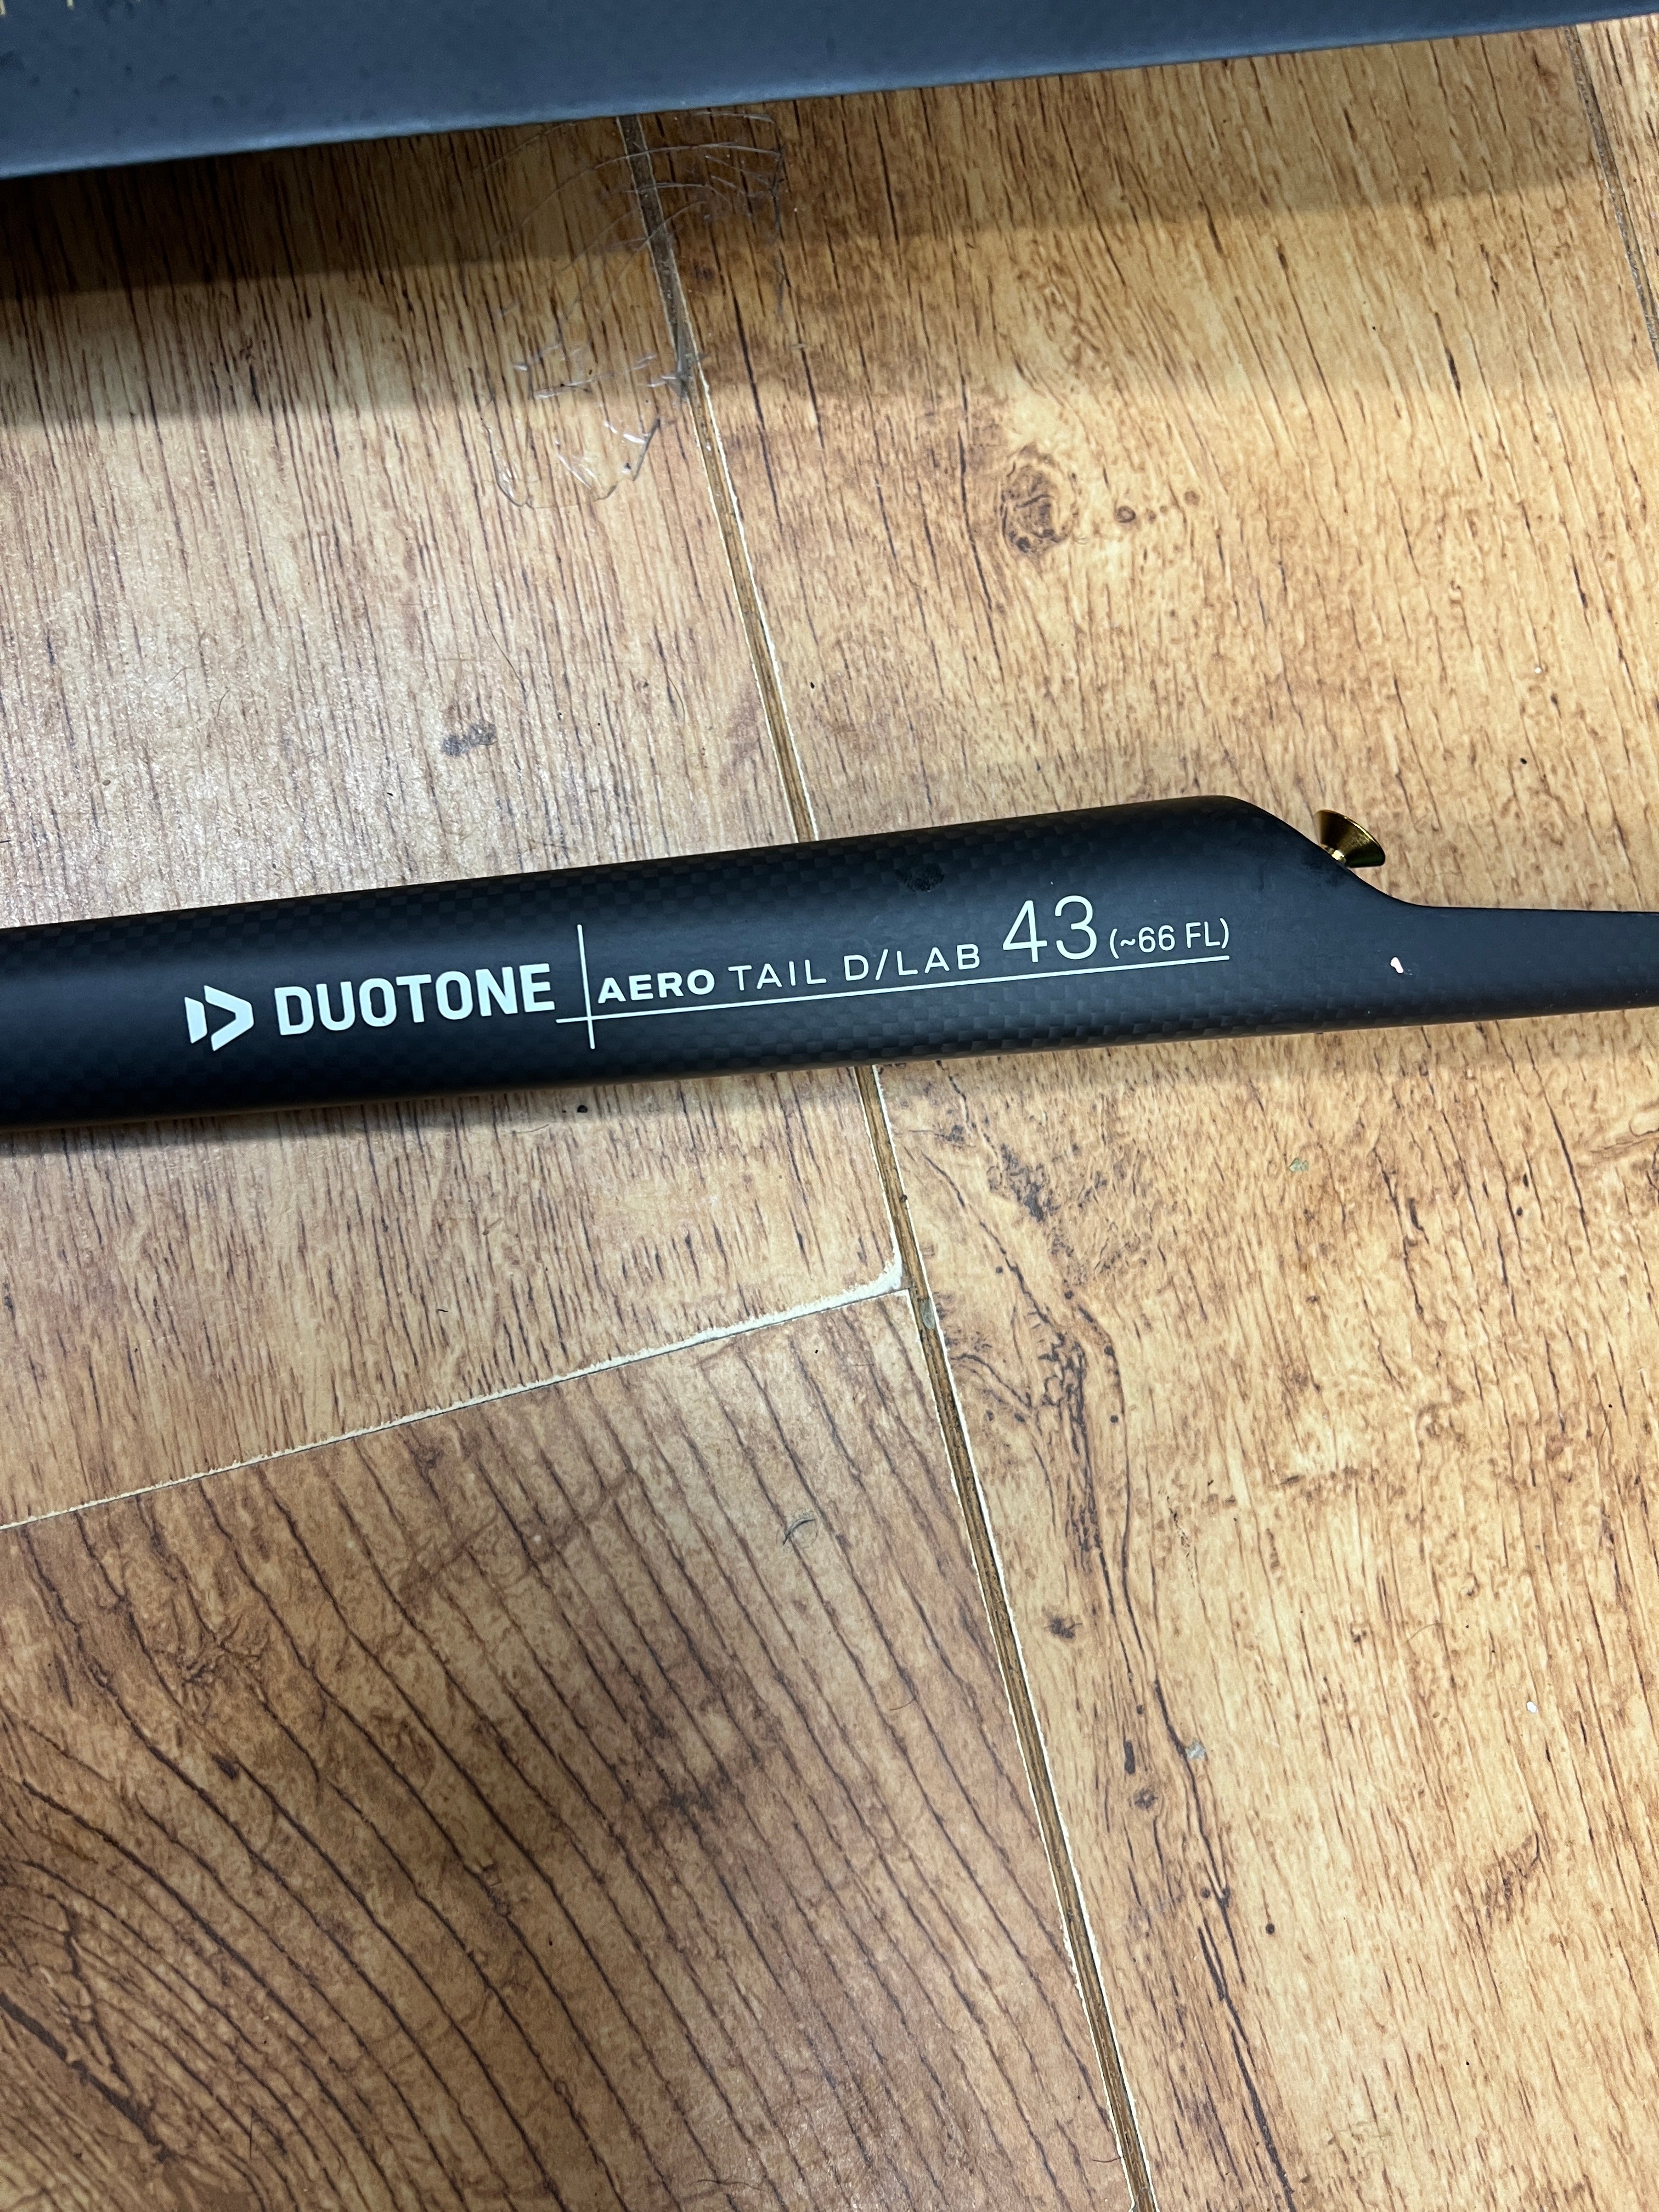 DUOTONE AERO TAIL D/LAB 43 (~66 FL)